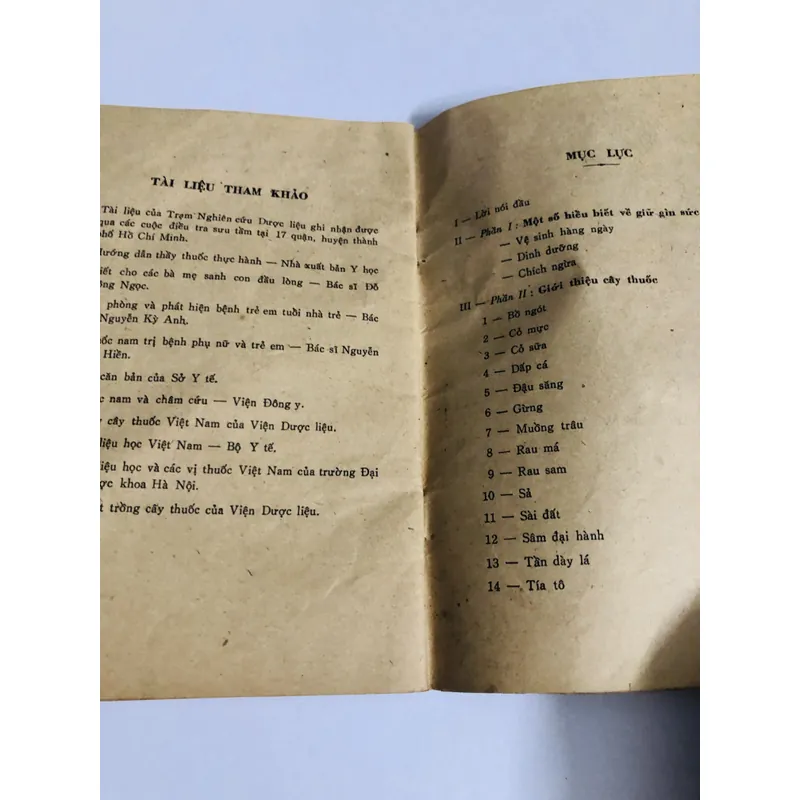 TÀI LIỆU THAM KHẢO
Tài liệu của Trạm Nghiên cứu Dược liệu ghi nhận được
qua các cuộc điều tra sưu tầm tại 17 quận, huyện thành
phố Hồ Chí Minh.
Hướng dẫn thầy thuốc thực hành — Nhà xuất bản Y học
iết cho các bà mẹ sanh con đầu lòng — Bác sĩ Đỗ
ng Ngọc.
phòng và phát hiện bệnh trẻ em tuổi nhà trẻ — Bác
Nguyễn Kỳ Anh.
ốc nam trị bệnh phụ nữ và trẻ em — Bác sĩ Nguyễn
Hiền.
căn bản của Sở Y tế.
c nam và châm cứu — Viện Đông y.
cây thuốc Việt Nam của Viện Dược liệu.
liệu học Việt Nam — Bộ Y tế.
iệu học và các vị thuốc Việt Nam của trường Đại
ược khoa Hà Nội.
t trồng cây thuốc của Viện Dược liệu.
MỤC LỰC
I — Lời nói đầu
II — Phần I : Một số hiểu biết về giữ gìn sức
— Vệ sinh hàng ngày
— Dinh dưỡng
— Chích ngừa
III — Phần II : Giới thiệu cây thuốc
1 — Bồ ngót
2 — Cỏ mực
3 — Cỏ sữa
4 — Dấp cá
5 — Đậu săng
6 — Gừng
7 — Muồng trâu
8 — Rau má
9 — Rau sam
10 — Sả
11 — Sài đất
12 — Sâm đại hành
13 — Tần dày lá
14 — Tía tô